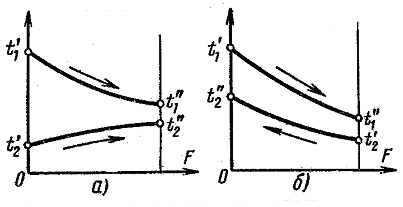 t₁′ t₁′
t₂″
t₁″ t₁″
t₂″
t₂′ t₂′
F F
0 а) 0 б)